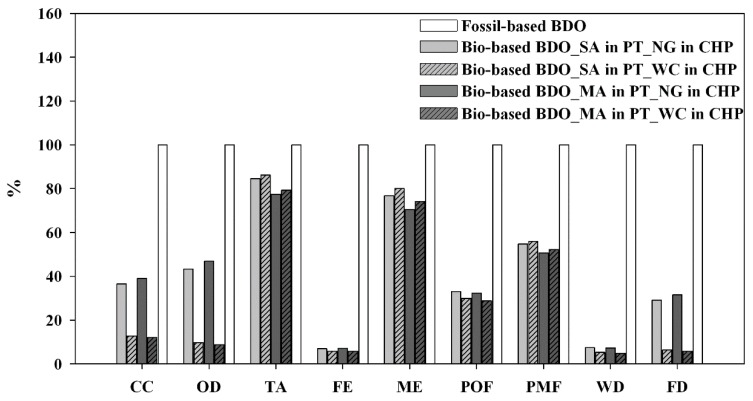 160
140
120
100
80
60
40
20
0
%
Fossil-based BDO
Bio-based BDO_SA in PT_NG in CHP
Bio-based BDO_SA in PT_WC in CHP
Bio-based BDO_MA in PT_NG in CHP
Bio-based BDO_MA in PT_WC in CHP
CC OD TA FE ME POF PMF WD FD